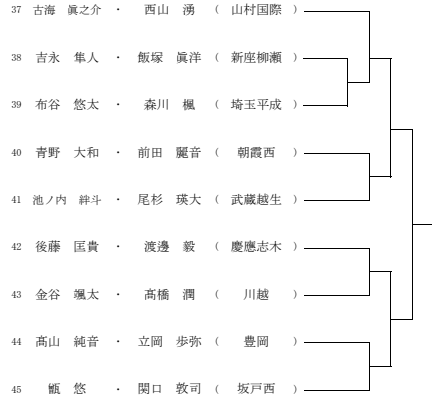 37 古海 眞之介 ・ 西山 湧 ( 山村国際 )
38 吉永 隼人 ・ 飯塚 眞洋 ( 新座柳瀬 )
39 布谷 悠太 ・ 森川 楓 ( 埼玉平成 )
40 青野 大和 ・ 前田 麗音 ( 朝霞西 )
41 池ノ内 絆斗 ・ 尾杉 瑛大 ( 武蔵越生 )
42 後藤 匡貴 ・ 渡邊 毅 ( 慶應志木 )
43 金谷 颯太 ・ 髙橋 潤 ( 川越 )
44 髙山 純音 ・ 立岡 歩弥 ( 豊岡 )
45 甑 悠 ・ 関口 敦司 ( 坂戸西 )